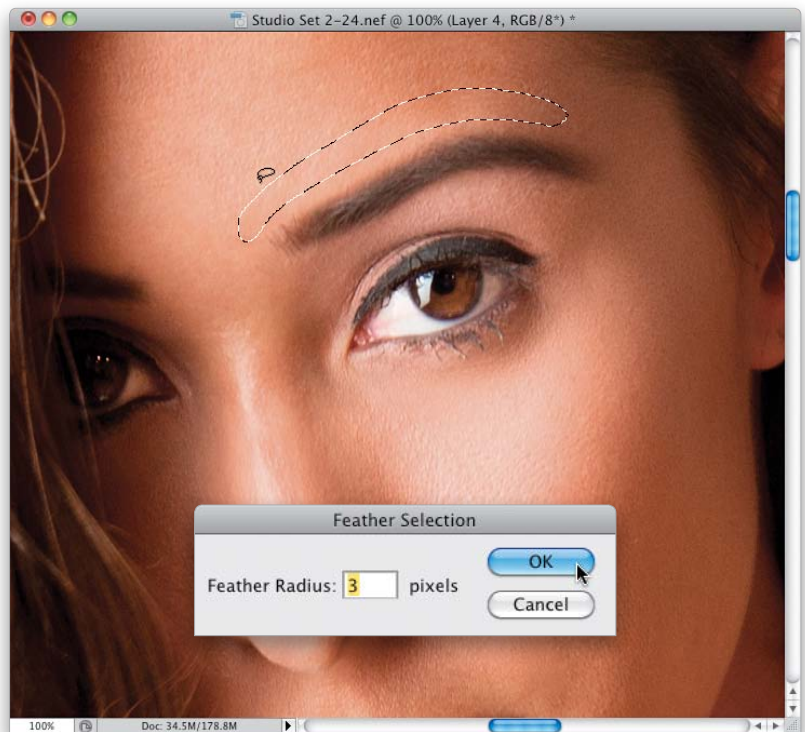 Studio Set 2-24.nef @ 100% (Layer 4, RGB/8*) *
Feather Selection
Feather Radius: 3 pixels
OK
Cancel
100%
Doc: 34.5M/178.8M